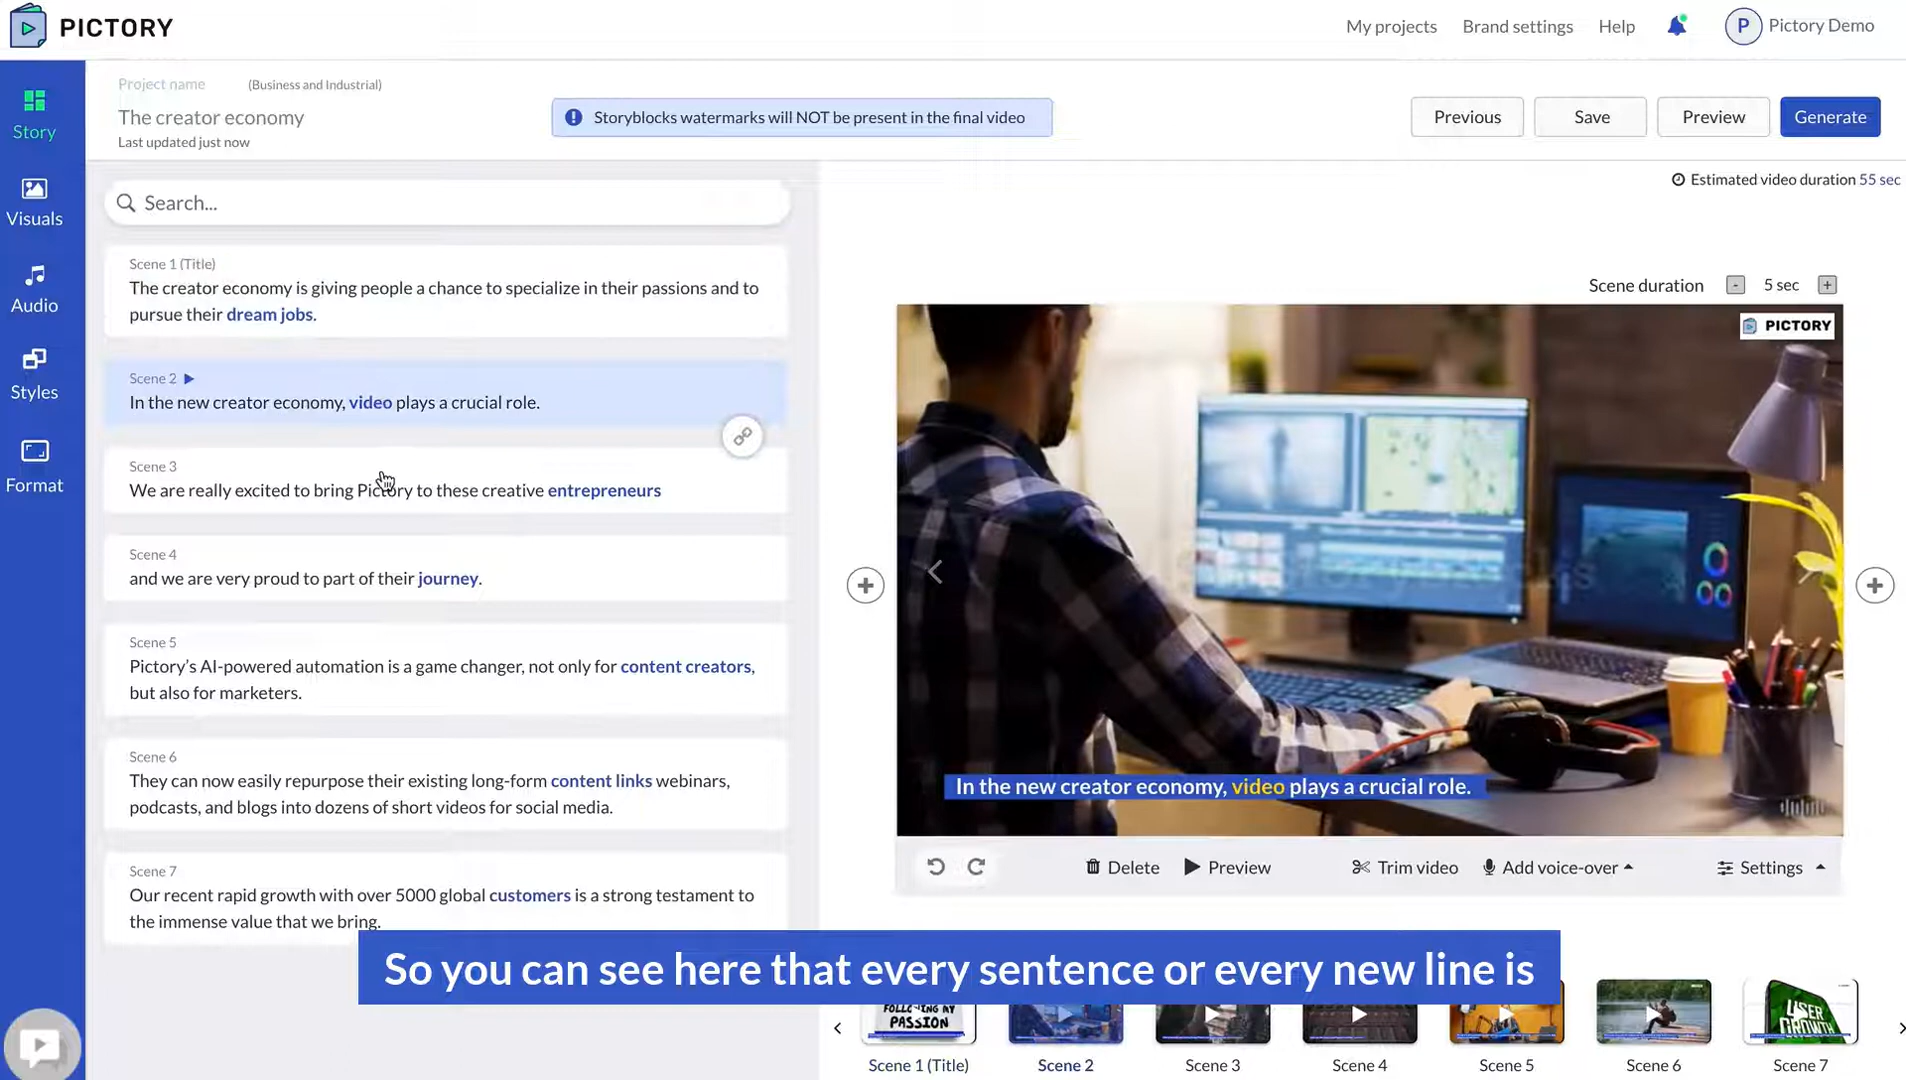 PICTORY
My projects
Brand settings
Help
P
Pictory Demo
Project name
(Business and Industrial)
The creator economy
Last updated just now
Storyblocks watermarks will NOT be present in the final video
Previous
Save
Preview
Generate
Story
Visuals
Audio
Styles
Format
Search...
Estimated video duration 55 sec
Scene 1 (Title)
The creator economy is giving people a chance to specialize in their passions and to
pursue their dream jobs.
Scene 2
In the new creator economy, video plays a crucial role.
Scene 3
We are really excited to bring Pictory to these creative entrepreneurs
Scene 4
and we are very proud to part of their journey.
Scene 5
Pictory’s AI-powered automation is a game changer, not only for content creators,
but also for marketers.
Scene 6
They can now easily repurpose their existing long-form content links webinars,
podcasts, and blogs into dozens of short videos for social media.
Scene 7
Our recent rapid growth with over 5000 global customers is a strong testament to
the immense value that we bring.
Scene duration
-
5 sec
+
PICTORY
In the new creator economy, video plays a crucial role.
Delete
Preview
Trim video
Add voice-over
Settings
So you can see here that every sentence or every new line is
FOLLOWING MY
PASSION
USER
GROWTH
Scene 1 (Title)
Scene 2
Scene 3
Scene 4
Scene 5
Scene 6
Scene 7